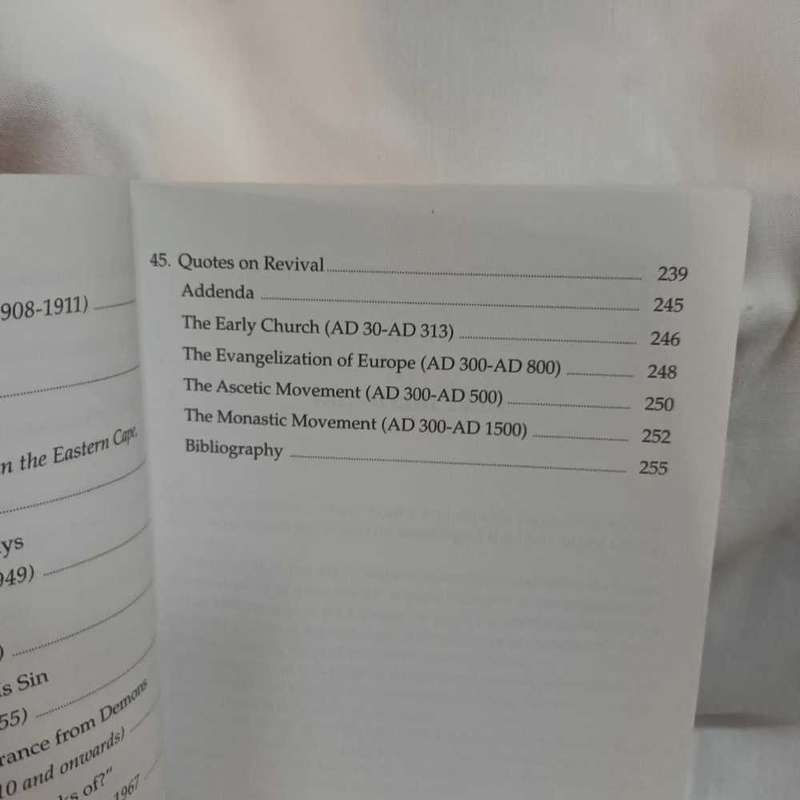 908-1911)
n the Eastern Cape,
ys
949)
)
s Sin
55)
rance from Demons
10 and onwards)
ks of?"
1967
45. Quotes on Revival 239
Addenda 245
The Early Church (AD 30-AD 313) 246
The Evangelization of Europe (AD 300-AD 800) 248
The Ascetic Movement (AD 300-AD 500) 250
The Monastic Movement (AD 300-AD 1500) 252
Bibliography 255